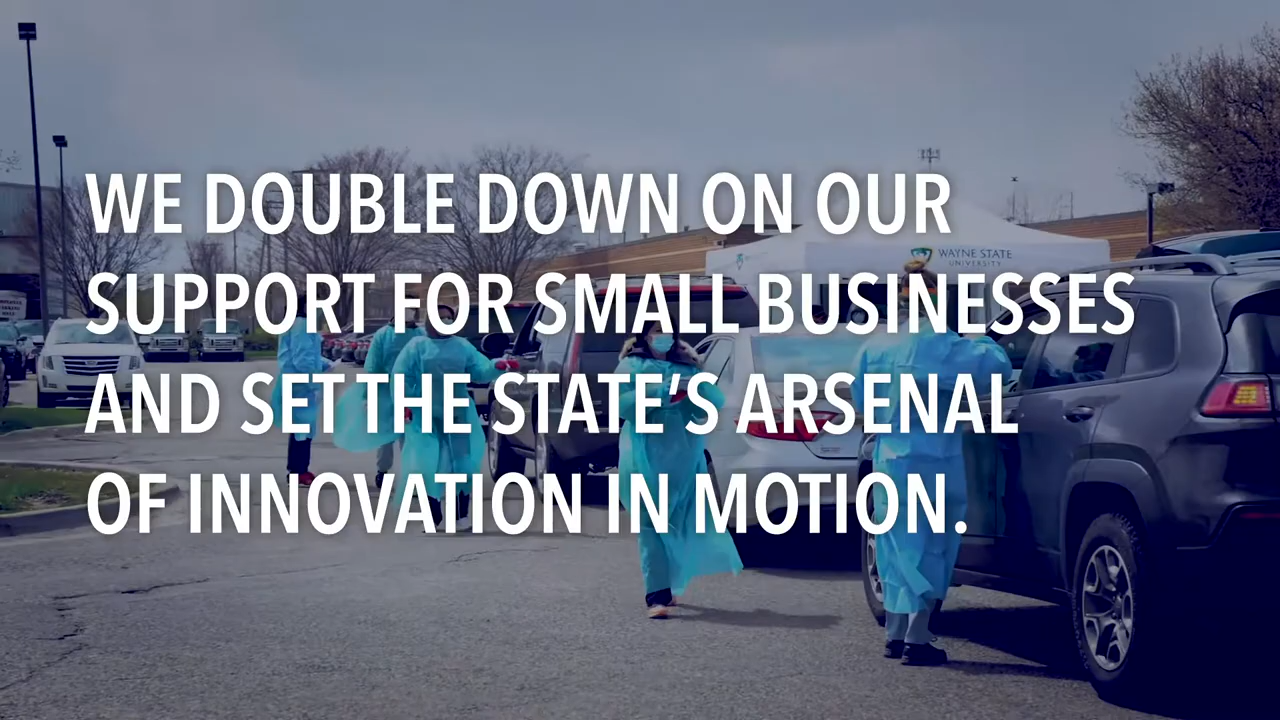 WE DOUBLE DOWN ON OUR
SUPPORT FOR SMALL BUSINESSES
AND SET THE STATE'S ARSENAL
OF INNOVATION IN MOTION.
WAYNE STATE
UNIVERSITY